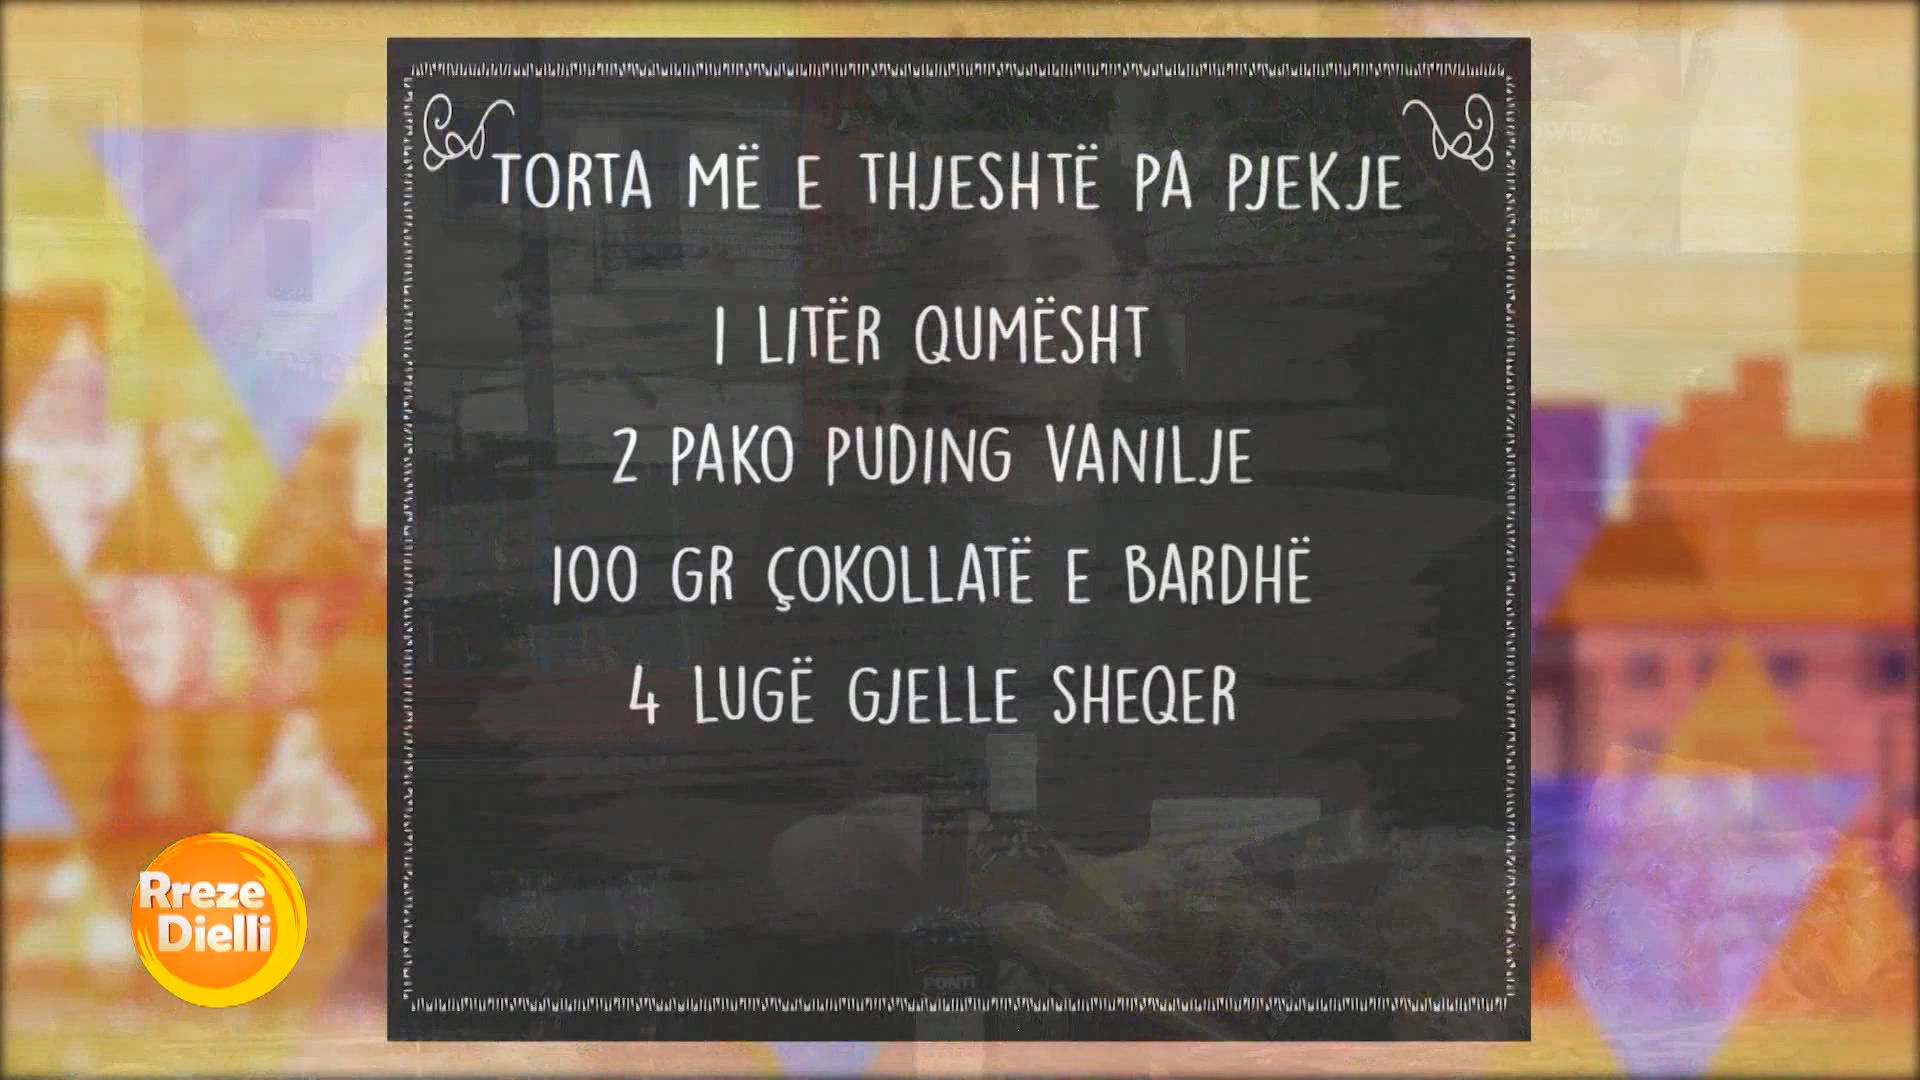 TORTA MË E THJESHTË PA PJEKJE
1 LITËR QUMËSHT
2 PAKO PUDING VANILJE
100 GR ÇOKOLLATË E BARDHË
4 LUGË GJELLE SHEQER
Rreze
Dielli
PONTI